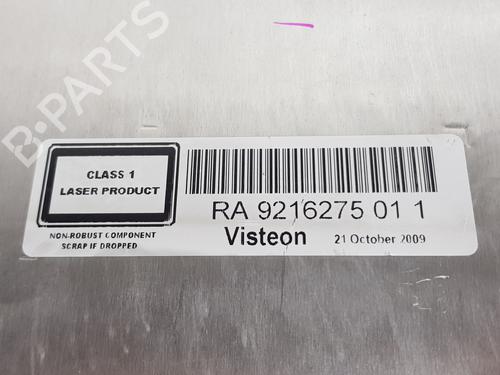 B-PARTS
CLASS 1
LASER PRODUCT
NON-ROBUST COMPONENT
SCRAP IF DROPPED
RA 9216275 01 1
Visteon 21 October 2009